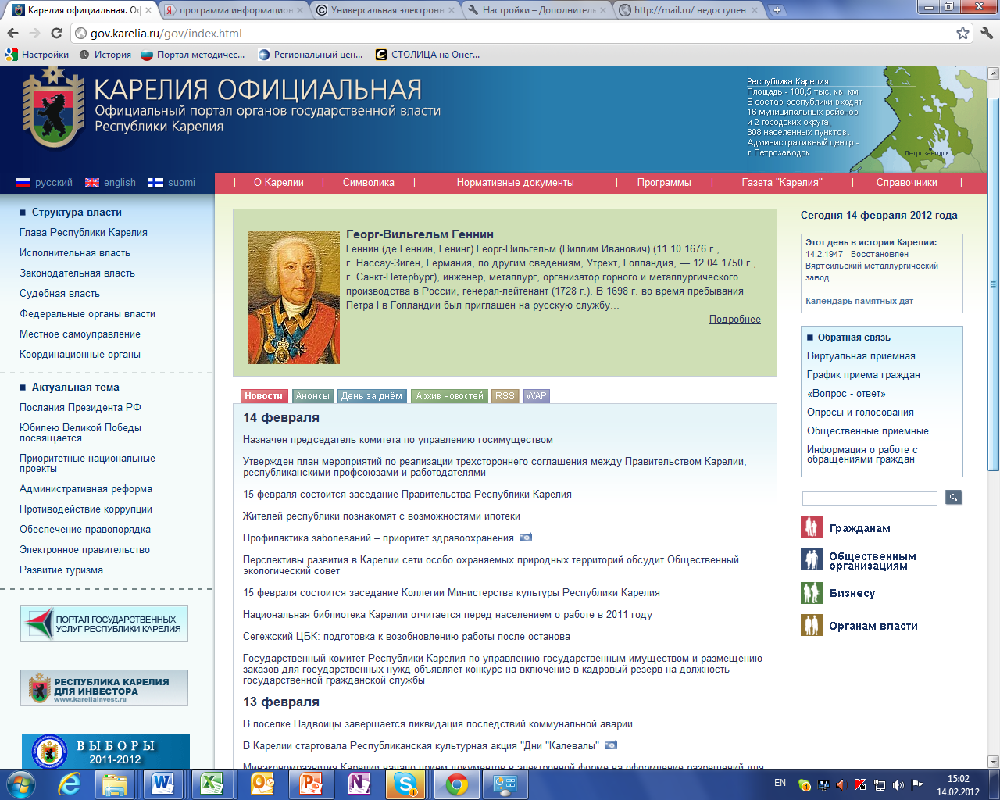 Карелия официальная. Оф
программа информацион
Универсальная электронн
Настройки – Дополнитель
http://mail.ru/ недоступен
gov.karelia.ru/gov/index.html
Настройки
История
Портал методичес...
Региональный цен...
СТОЛИЦА на Онег...
КАРЕЛИЯ ОФИЦИАЛЬНАЯ
Официальный портал органов государственной власти
Республики Карелия
Республика Карелия
Площадь - 180,5 тыс. кв. км
В состав республики входят
16 муниципальных районов
и 2 городских округа,
808 населенных пунктов.
Административный центр -
г. Петрозаводск
Петрозаводск
русский
english
suomi
О Карелии
Символика
Нормативные документы
Программы
Газета "Карелия"
Справочники
Структура власти
Глава Республики Карелия
Исполнительная власть
Законодательная власть
Судебная власть
Федеральные органы власти
Местное самоуправление
Координационные органы
Актуальная тема
Послания Президента РФ
Юбилею Великой Победы
посвящается...
Приоритетные национальные
проекты
Административная реформа
Противодействие коррупции
Обеспечение правопорядка
Электронное правительство
Развитие туризма
ПОРТАЛ ГОСУДАРСТВЕННЫХ
УСЛУГ РЕСПУБЛИКИ КАРЕЛИЯ
РЕСПУБЛИКА КАРЕЛИЯ
ДЛЯ ИНВЕСТОРА
www.kareliainvest.ru
ВЫБОРЫ
2011-2012
Георг-Вильгельм Геннин
Геннин (де Геннин, Генинг) Георг-Вильгельм (Виллим Иванович) (11.10.1676 г.,
г. Нассау-Зиген, Германия, по другим сведениям, Утрехт, Голландия, — 12.04.1750 г.,
г. Санкт-Петербург), инженер, металлург, организатор горного и металлургического
производства в России, генерал-лейтенант (1728 г.). В 1698 г. во время пребывания
Петра I в Голландии был приглашен на русскую службу...
Подробнее
Новости
Анонсы
День за днём
Архив новостей
RSS
WAP
14 февраля
Назначен председатель комитета по управлению госимуществом
Утвержден план мероприятий по реализации трехстороннего соглашения между Правительством Карелии,
республиканскими профсоюзами и работодателями
15 февраля состоится заседание Правительства Республики Карелия
Жителей республики познакомят с возможностями ипотеки
Профилактика заболеваний – приоритет здравоохранения
Перспективы развития в Карелии сети особо охраняемых природных территорий обсудит Общественный
экологический совет
15 февраля состоится заседание Коллегии Министерства культуры Республики Карелия
Национальная библиотека Карелии отчитается перед населением о работе в 2011 году
Сегежский ЦБК: подготовка к возобновлению работы после останова
Государственный комитет Республики Карелия по управлению государственным имуществом и размещению
заказов для государственных нужд объявляет конкурс на включение в кадровый резерв на должность
государственной гражданской службы
13 февраля
В поселке Надвоицы завершается ликвидация последствий коммунальной аварии
В Карелии стартовала Республиканская культурная акция "Дни "Калевалы"
Минэкономразвития Карелии начало прием документов в электронной форме на оформление разрешений для
Сегодня 14 февраля 2012 года
Этот день в истории Карелии:
14.2.1947 - Восстановлен
Вяртсильский металлургический
завод
Календарь памятных дат
Обратная связь
Виртуальная приемная
График приема граждан
«Вопрос - ответ»
Опросы и голосования
Общественные приемные
Информация о работе с
обращениями граждан
Гражданам
Общественным
организациям
Бизнесу
Органам власти
EN
15:02
14.02.2012